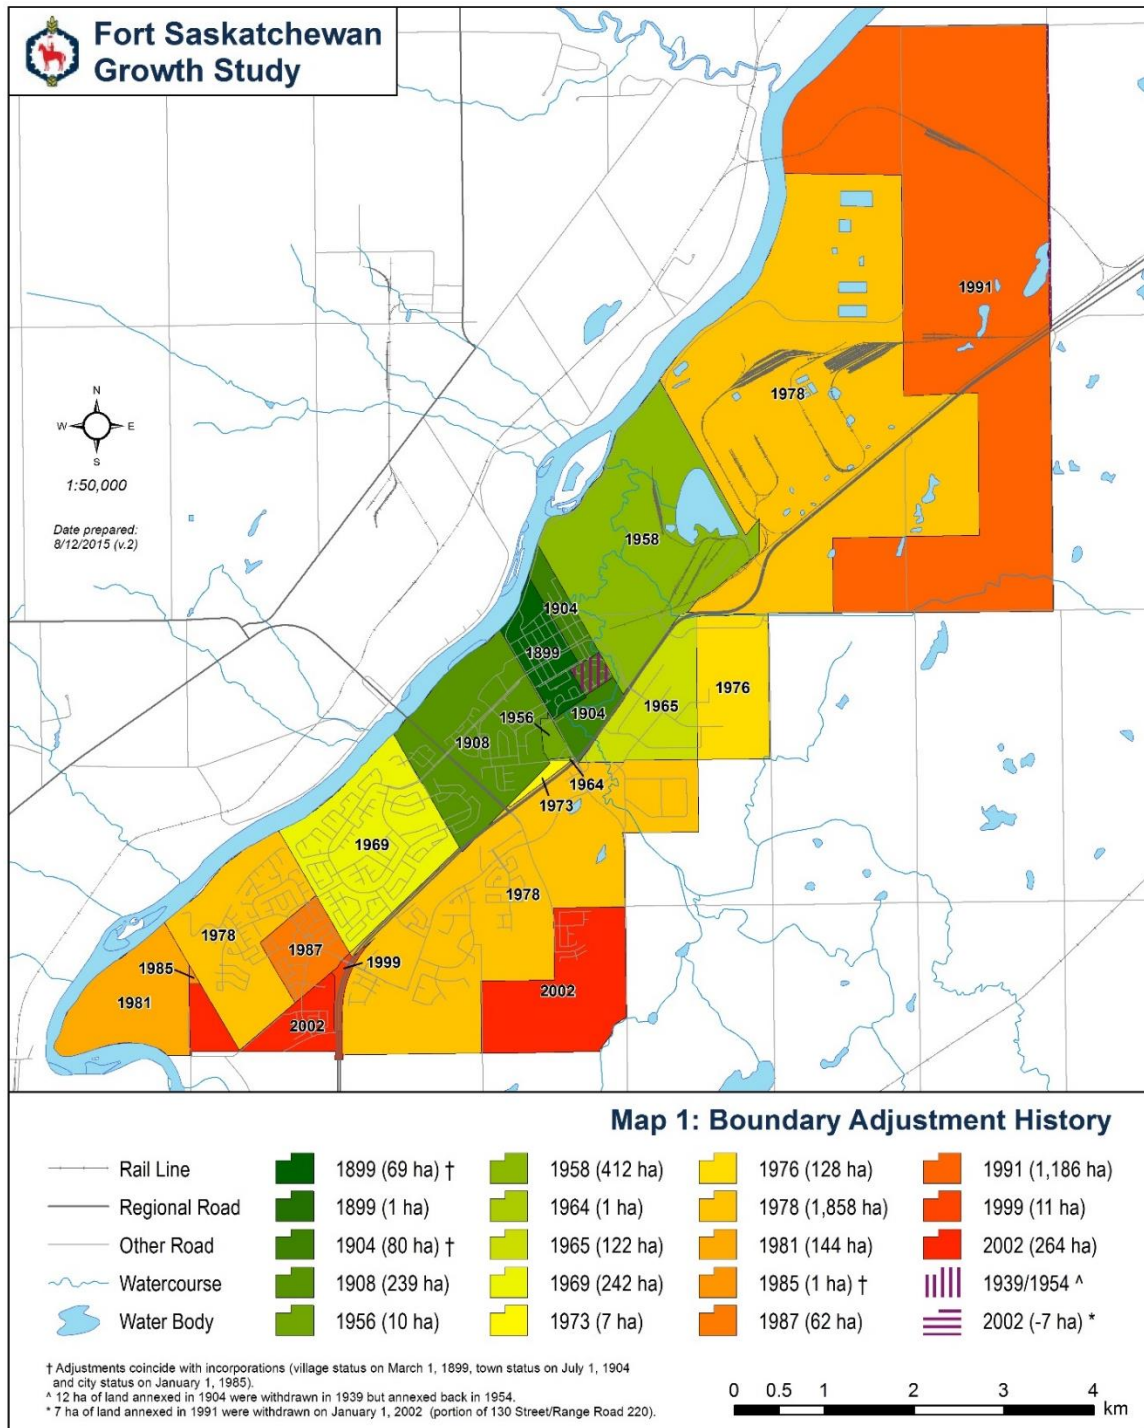 Fort Saskatchewan
Growth Study
1991
N
W E
S
1:50,000
Date prepared:
8/12/2015 (v.2)
1978
1958
1904
1899
1976
1965
1904
1956
1908
1964
1973
1969
1978
1978
1987
1999
1985
1981
2002
2002
Map 1: Boundary Adjustment History
Rail Line
Regional Road
Other Road
Watercourse
Water Body
1899 (69 ha) †
1899 (1 ha)
1904 (80 ha) †
1908 (239 ha)
1956 (10 ha)
1958 (412 ha)
1964 (1 ha)
1965 (122 ha)
1969 (242 ha)
1973 (7 ha)
1976 (128 ha)
1978 (1,858 ha)
1981 (144 ha)
1985 (1 ha) †
1987 (62 ha)
1991 (1,186 ha)
1999 (11 ha)
2002 (264 ha)
1939/1954 ^
2002 (-7 ha) *
† Adjustments coincide with incorporations (village status on March 1, 1899, town status on July 1, 1904
and city status on January 1, 1985).
^ 12 ha of land annexed in 1904 were withdrawn in 1939 but annexed back in 1954.
* 7 ha of land annexed in 1991 were withdrawn on January 1, 2002 (portion of 130 Street/Range Road 220).
0 0.5 1 2 3 4
km